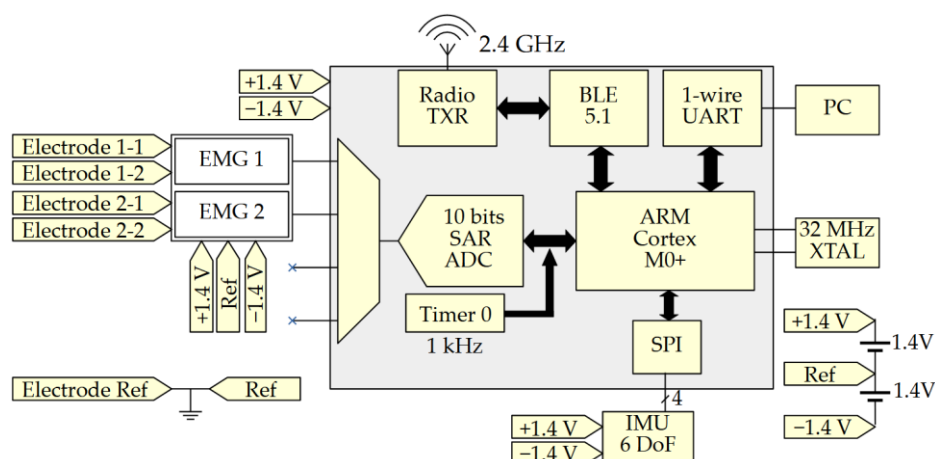 2.4 GHz
+1.4 V
−1.4 V
Radio
TXR
BLE
5.1
1-wire
UART
PC
Electrode 1-1
Electrode 1-2
EMG 1
Electrode 2-1
Electrode 2-2
EMG 2
10 bits
SAR
ADC
ARM
Cortex
M0+
32 MHz
XTAL
+1.4 V
Ref
−1.4 V
Timer 0
1 kHz
SPI
+1.4 V
1.4V
Ref
1.4V
−1.4 V
Electrode Ref
Ref
4
+1.4 V
−1.4 V
IMU
6 DoF